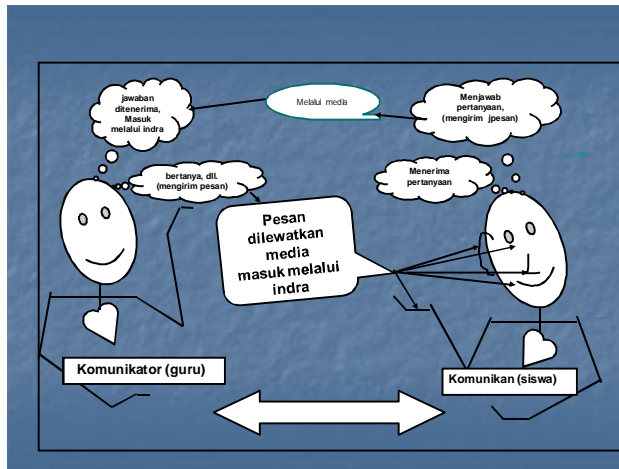 jawaban
ditenerima,
Masuk
melalui indra
Melalui media
Menjawab
pertanyaan,
(mengirim jpesan)
bertanya, dll.
(mengirim pesan)
Menerima
pertanyaan
Pesan
dilewatkan
media
masuk melalui
indra
Komunikator (guru)
Komunikan (siswa)